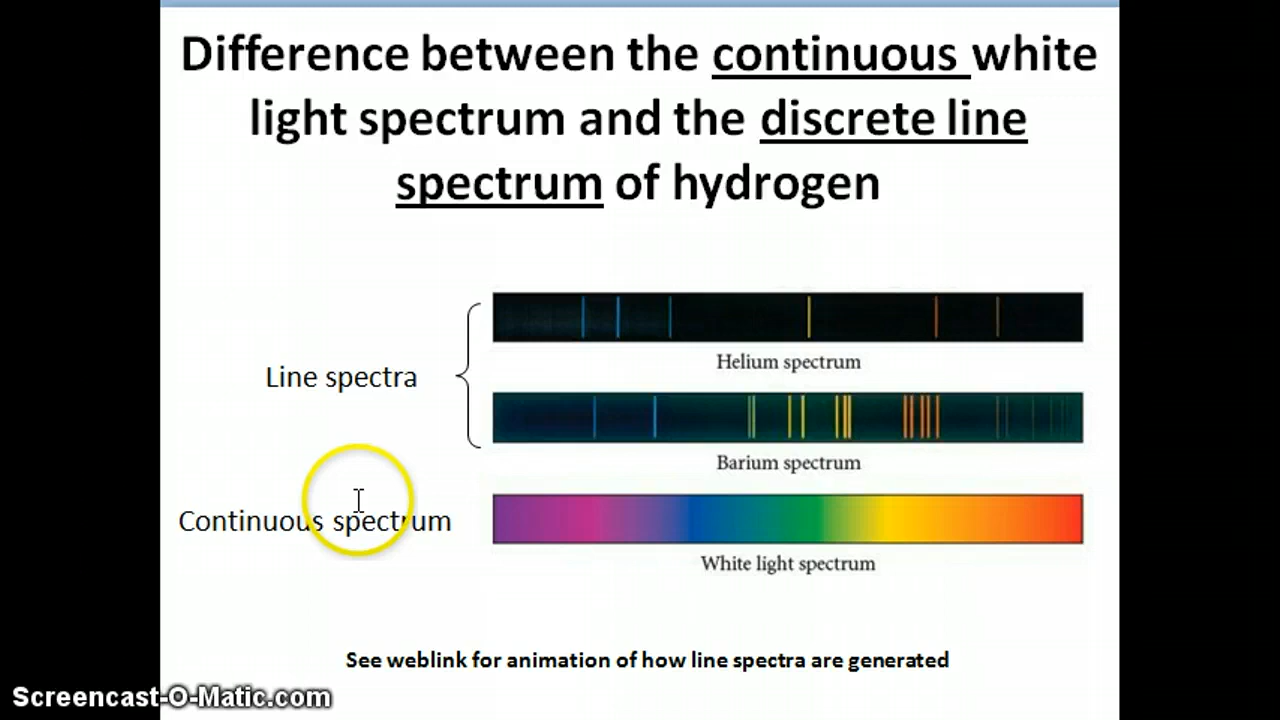 Difference between the continuous white
light spectrum and the discrete line
spectrum of hydrogen
Helium spectrum
Line spectra
Barium spectrum
Continuous spectrum
White light spectrum
See weblink for animation of how line spectra are generated
Screencast-O-Matic.com